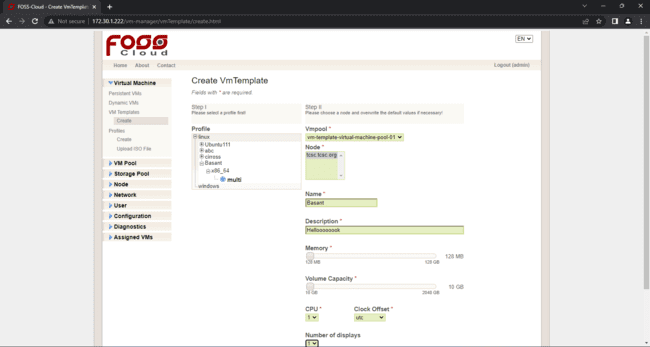 FOSS-Cloud - Create VmTemplate
Not secure | 172.30.1.222/vm-manager/vmTemplate/create.html
FOSS
Cloud
EN
Home About Contact Logout (admin)
Virtual Machine
Persistent VMs
Dynamic VMs
VM Templates
Create
Profiles
Create
Upload ISO File
VM Pool
Storage Pool
Node
Network
User
Configuration
Diagnostics
Assigned VMs
Create VmTemplate
Fields with * are required.
Step I
Please select a profile first!
Profile
linux
Ubuntu111
abc
cirross
Basant
x86_64
multi
windows
Step II
Please choose a node and overwrite the default values if necessary!
Vmpool *
vm-template-virtual-machine-pool-01
Node *
tcsc.tcsc.org
Name *
Basant
Description *
Helloooooook
Memory *
128 MB
128 MB 128 GB
Volume Capacity *
10 GB
10 GB 2048 GB
CPU * Clock Offset *
1 utc
Number of displays
1